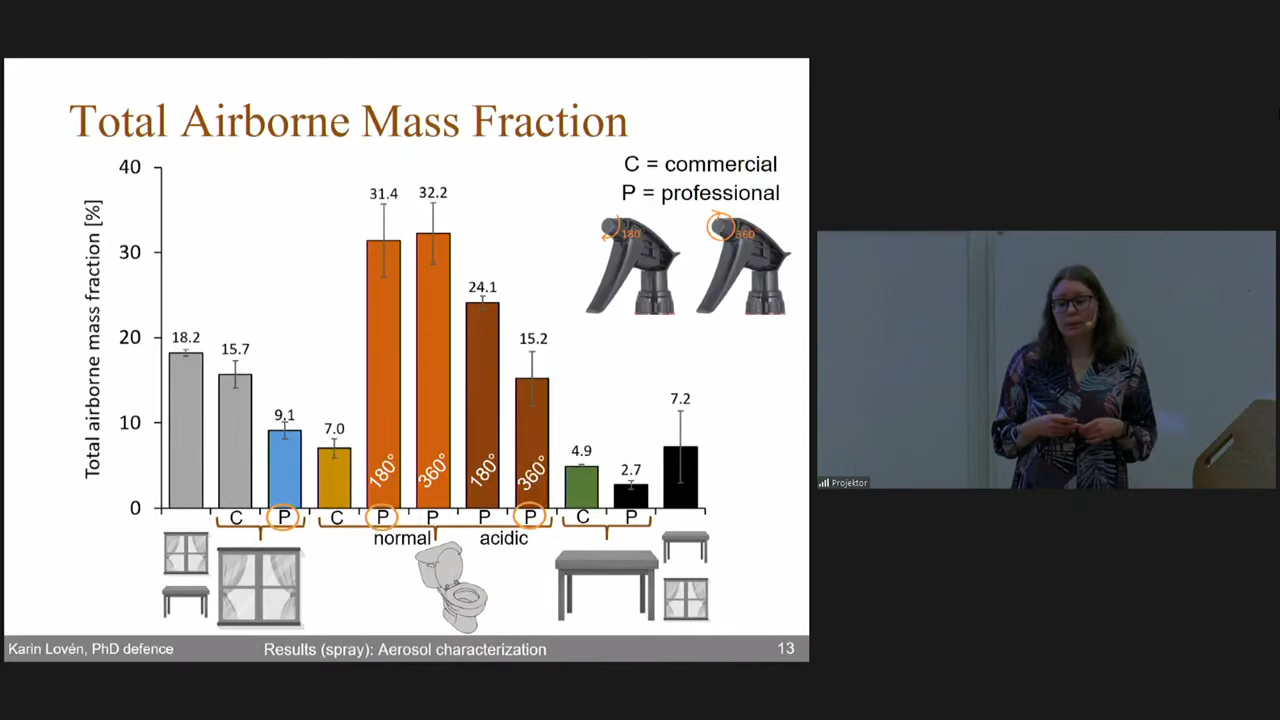 Total Airborne Mass Fraction
C = commercial
P = professional
180°
360°
Total airborne mass fraction [%]
40
30
20
10
0
18.2
15.7
9.1
7.0
31.4
32.2
24.1
15.2
4.9
2.7
7.2
180°
360°
180°
360°
C
P
C
P
P
P
P
C
P
normal
acidic
Karin Lovén, PhD defence
Results (spray): Aerosol characterization
13
Projektor